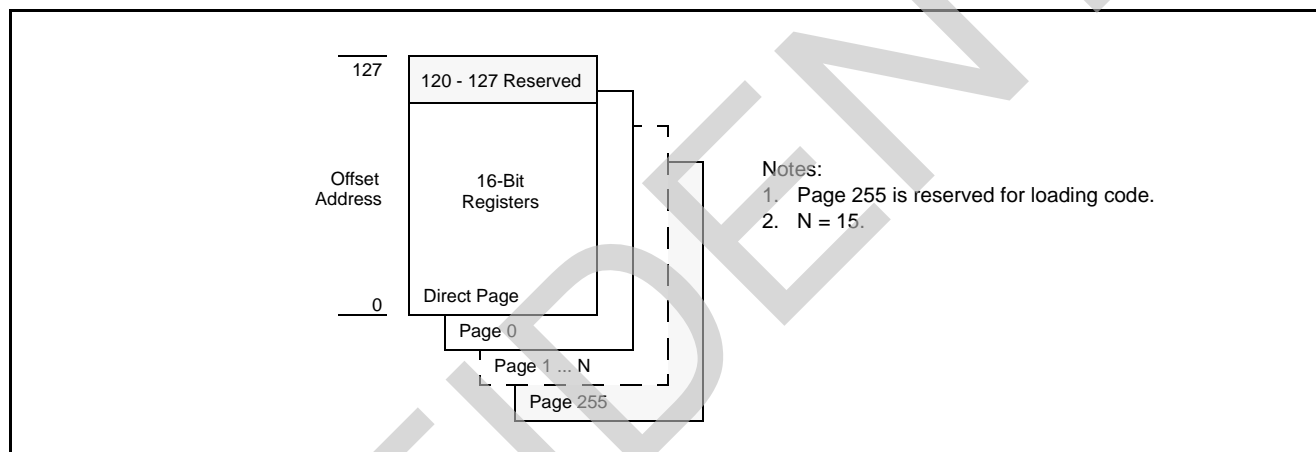 127
120 - 127 Reserved
Offset
Address
16-Bit
Registers
0
Direct Page
Page 0
Page 1 ... N
Page 255
Notes:
1. Page 255 is reserved for loading code.
2. N = 15.